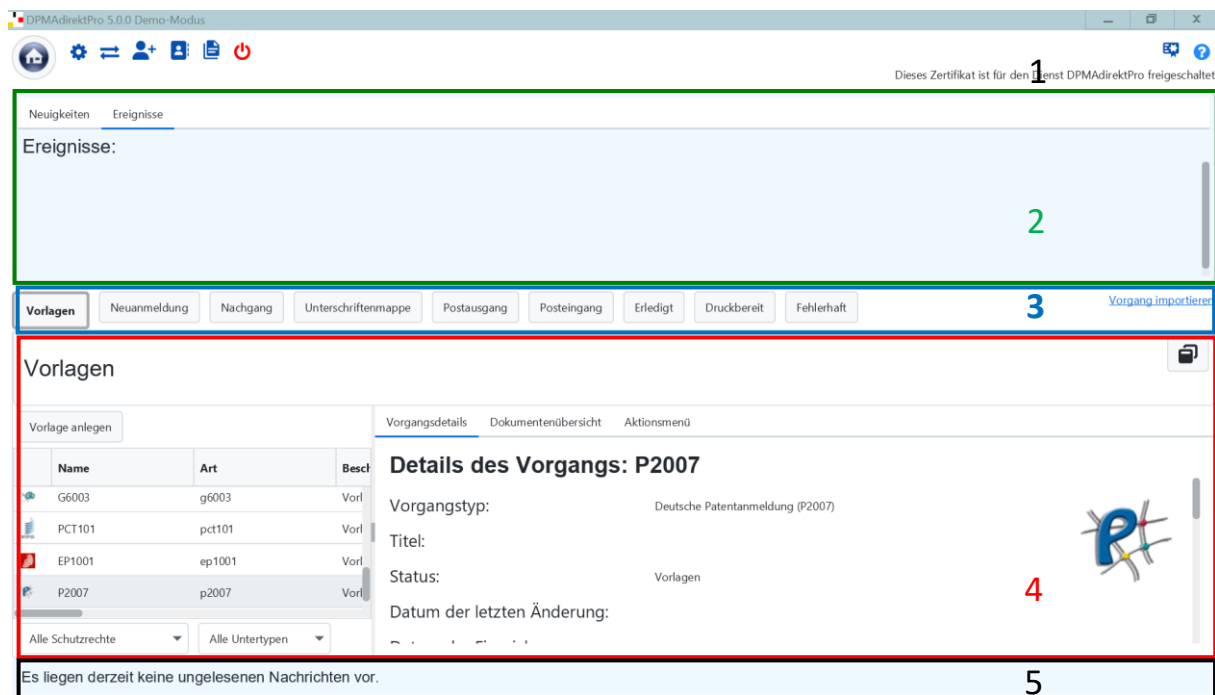 DPMAdirektPro 5.0.0 Demo-Modus
1
Dieses Zertifikat ist für den Dienst DPMAdirektPro freigeschaltet
Neuigkeiten Ereignisse
Ereignisse:
2
Vorlagen Neuanmeldung Nachgang Unterschriftenmappe Postausgang Posteingang Erledigt Druckbereit Fehlerhaft 3 Vorgang importieren
Vorlagen
Vorlage anlegen
Name Art Besch
G6003 g6003 Vorl
PCT101 pct101 Vorl
EP1001 ep1001 Vorl
P2007 p2007 Vorl
Alle Schutzrechte Alle Untertypen
Vorgangsdetails Dokumentenübersicht Aktionsmenü
Details des Vorgangs: P2007
Vorgangstyp: Deutsche Patentanmeldung (P2007)
Titel:
Status: Vorlagen
Datum der letzten Änderung:
4
Es liegen derzeit keine ungelesenen Nachrichten vor.
5